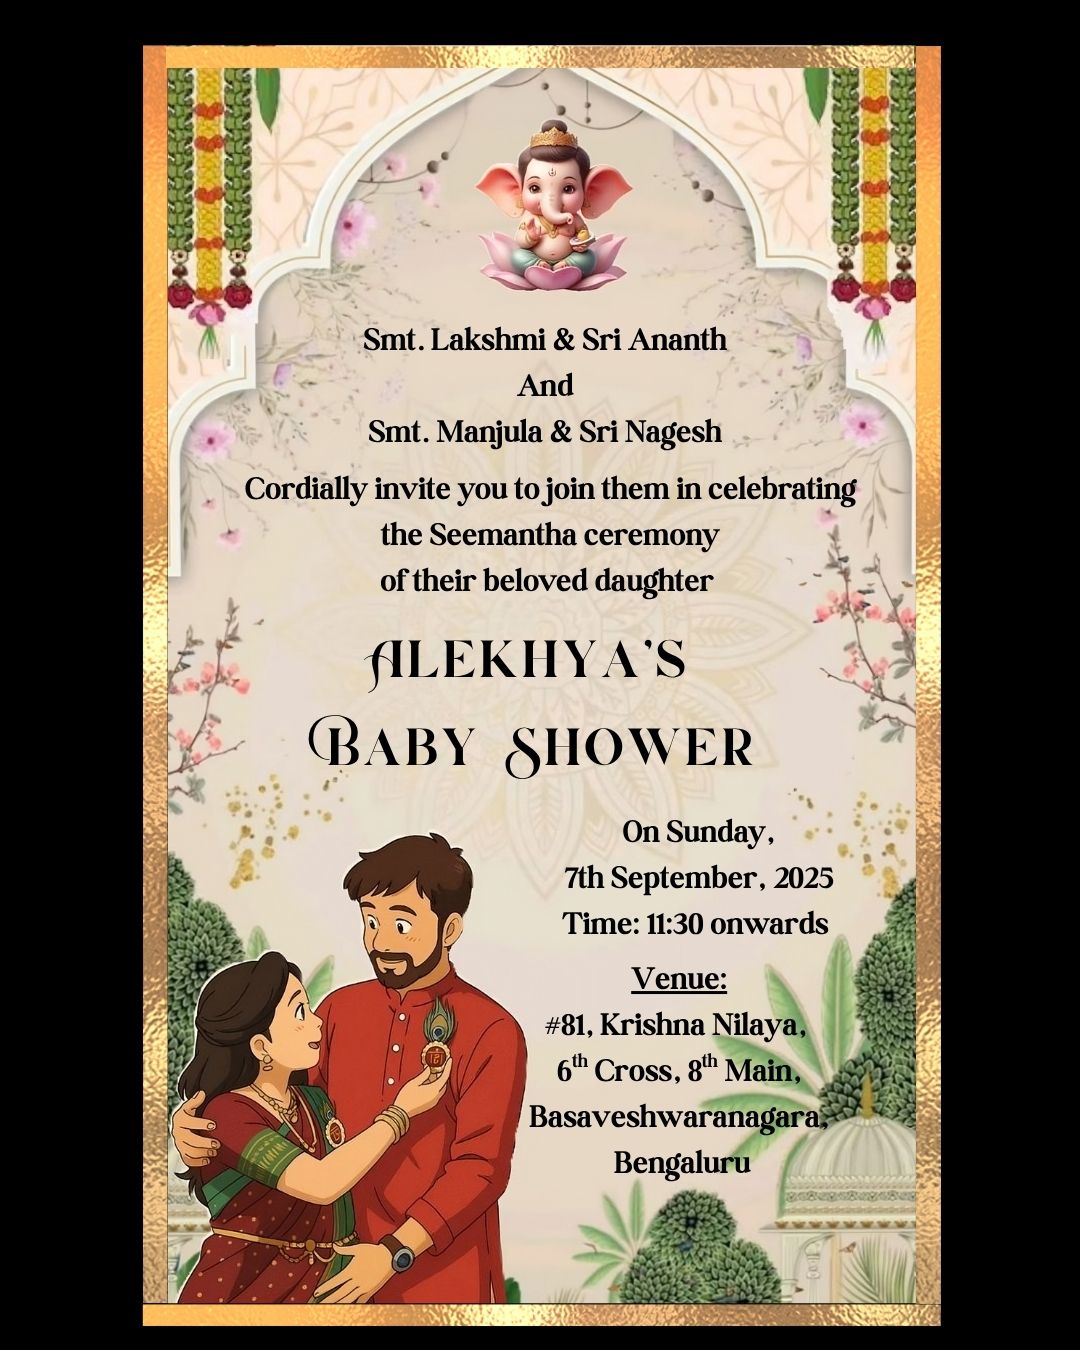 Smt. Lakshmi & Sri Ananth
And
Smt. Manjula & Sri Nagesh
Cordially invite you to join them in celebrating
the Seemantha ceremony
of their beloved daughter
ALEKHYA'S
BABY SHOWER
On Sunday,
7th September, 2025
Time: 11:30 onwards
Venue:
#81, Krishna Nilaya,
6th Cross, 8th Main,
Basaveshwaranagara,
Bengaluru